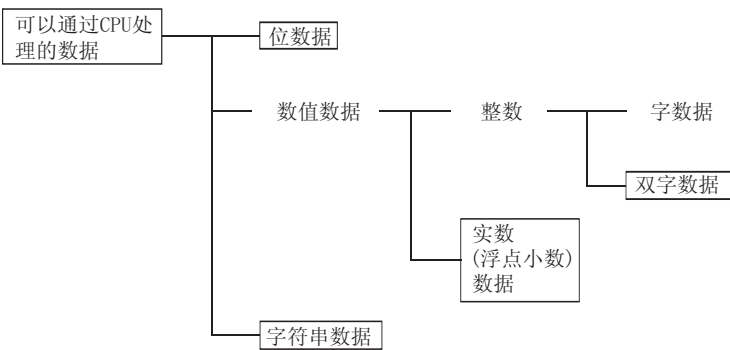 可以通过CPU处
理的数据
位数据
数值数据
整数
字数据
双字数据
实数
(浮点小数)
数据
字符串数据